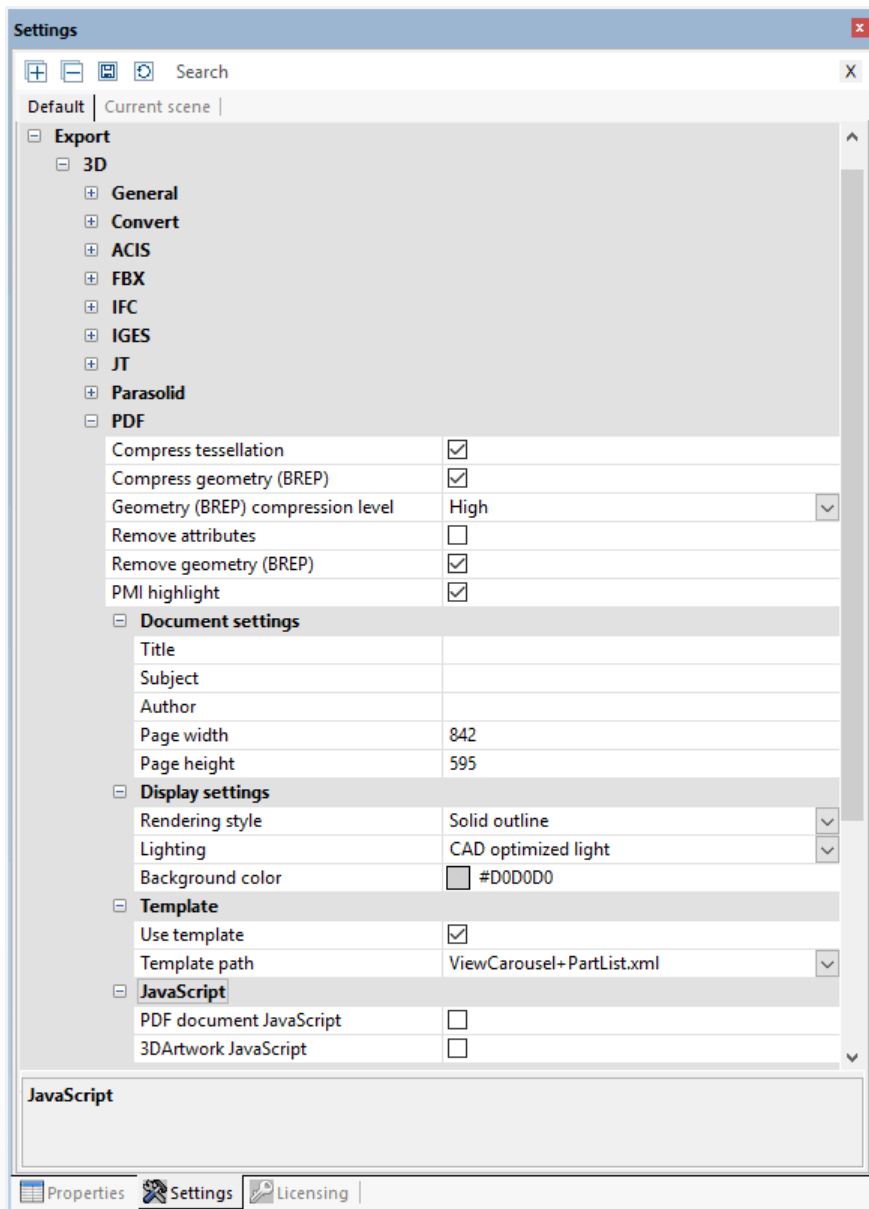 Settings
Search X
Default Current scene
Export
3D
General
Convert
ACIS
FBX
IFC
IGES
JT
Parasolid
PDF
Compress tessellation
Compress geometry (BREP)
Geometry (BREP) compression level High
Remove attributes
Remove geometry (BREP)
PMI highlight
Document settings
Title
Subject
Author
Page width 842
Page height 595
Display settings
Rendering style Solid outline
Lighting CAD optimized light
Background color #D0D0D0
Template
Use template
Template path ViewCarousel+PartList.xml
JavaScript
PDF document JavaScript
3DArtwork JavaScript
JavaScript
Properties Settings Licensing